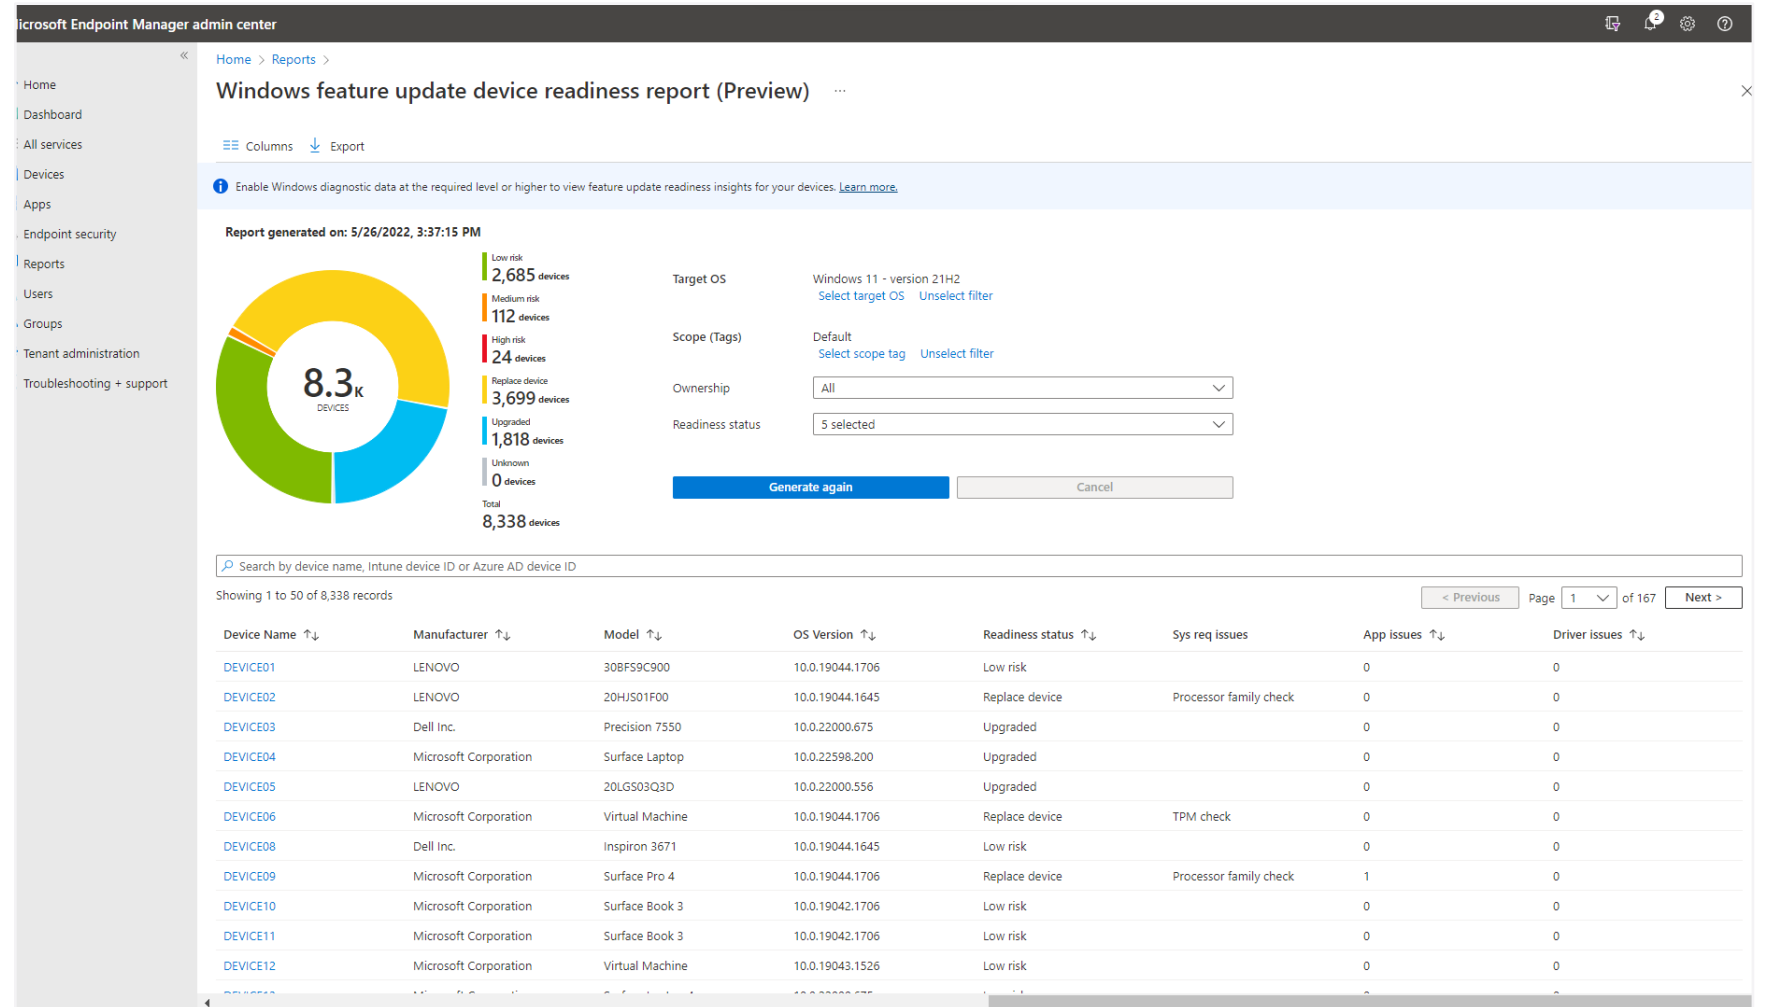 icrosoft Endpoint Manager admin center
2
«
Home > Reports >
Home
Dashboard
All services
Devices
Apps
Endpoint security
Reports
Users
Groups
Tenant administration
Troubleshooting + support
Windows feature update device readiness report (Preview) ...
Columns Export
Enable Windows diagnostic data at the required level or higher to view feature update readiness insights for your devices. Learn more.
Report generated on: 5/26/2022, 3:37:15 PM
8.3K
DEVICES
Low risk
2,685 devices
Medium risk
112 devices
High risk
24 devices
Replace device
3,699 devices
Upgraded
1,818 devices
Unknown
0 devices
Total
8,338 devices
Target OS Windows 11 - version 21H2
Select target OS Unselect filter
Scope (Tags) Default
Select scope tag Unselect filter
Ownership All
Readiness status 5 selected
Generate again Cancel
Search by device name, Intune device ID or Azure AD device ID
Showing 1 to 50 of 8,338 records
< Previous Page 1 of 167 Next >
Device Name ↑↓ Manufacturer ↑↓ Model ↑↓ OS Version ↑↓ Readiness status ↑↓ Sys req issues App issues ↑↓ Driver issues ↑↓
DEVICE01 LENOVO 30BFS9C900 10.0.19044.1706 Low risk 0 0
DEVICE02 LENOVO 20HJS01F00 10.0.19044.1645 Replace device Processor family check 0 0
DEVICE03 Dell Inc. Precision 7550 10.0.22000.675 Upgraded 0 0
DEVICE04 Microsoft Corporation Surface Laptop 10.0.22598.200 Upgraded 0 0
DEVICE05 LENOVO 20LGS03Q3D 10.0.22000.556 Upgraded 0 0
DEVICE06 Microsoft Corporation Virtual Machine 10.0.19044.1706 Replace device TPM check 0 0
DEVICE08 Dell Inc. Inspiron 3671 10.0.19044.1645 Low risk 0 0
DEVICE09 Microsoft Corporation Surface Pro 4 10.0.19044.1706 Replace device Processor family check 1 0
DEVICE10 Microsoft Corporation Surface Book 3 10.0.19042.1706 Low risk 0 0
DEVICE11 Microsoft Corporation Surface Book 3 10.0.19042.1706 Low risk 0 0
DEVICE12 Microsoft Corporation Virtual Machine 10.0.19043.1526 Low risk 0 0